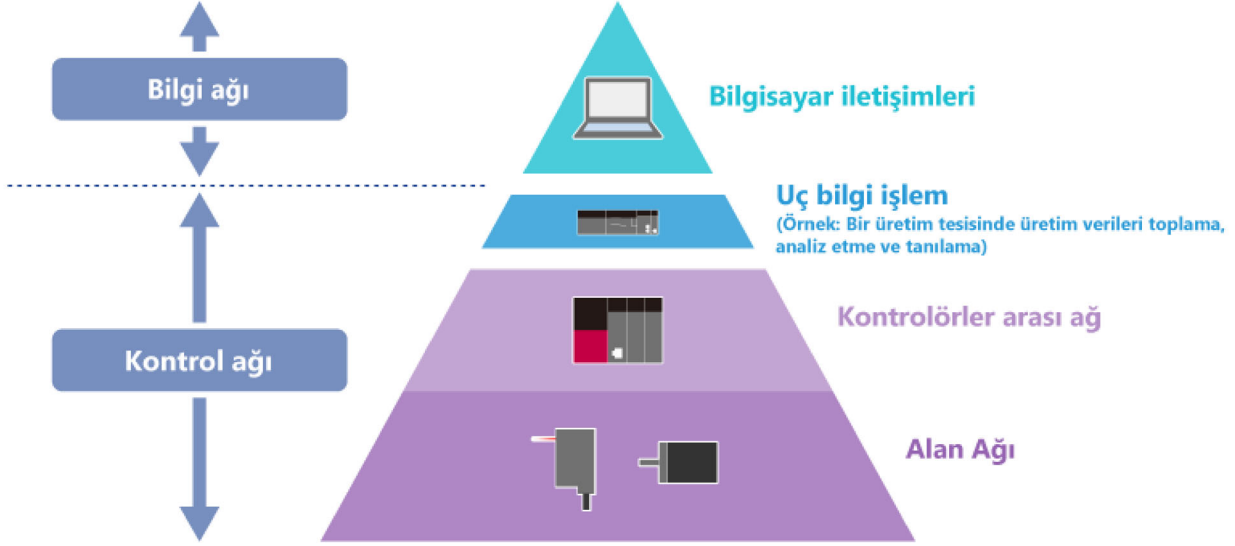 Bilgi ağı
Bilgisayar iletişimleri
Uç bilgi işlem
(Örnek: Bir üretim tesisinde üretim verileri toplama,
analiz etme ve tanılama)
Kontrolörler arası ağ
Kontrol ağı
Alan Ağı